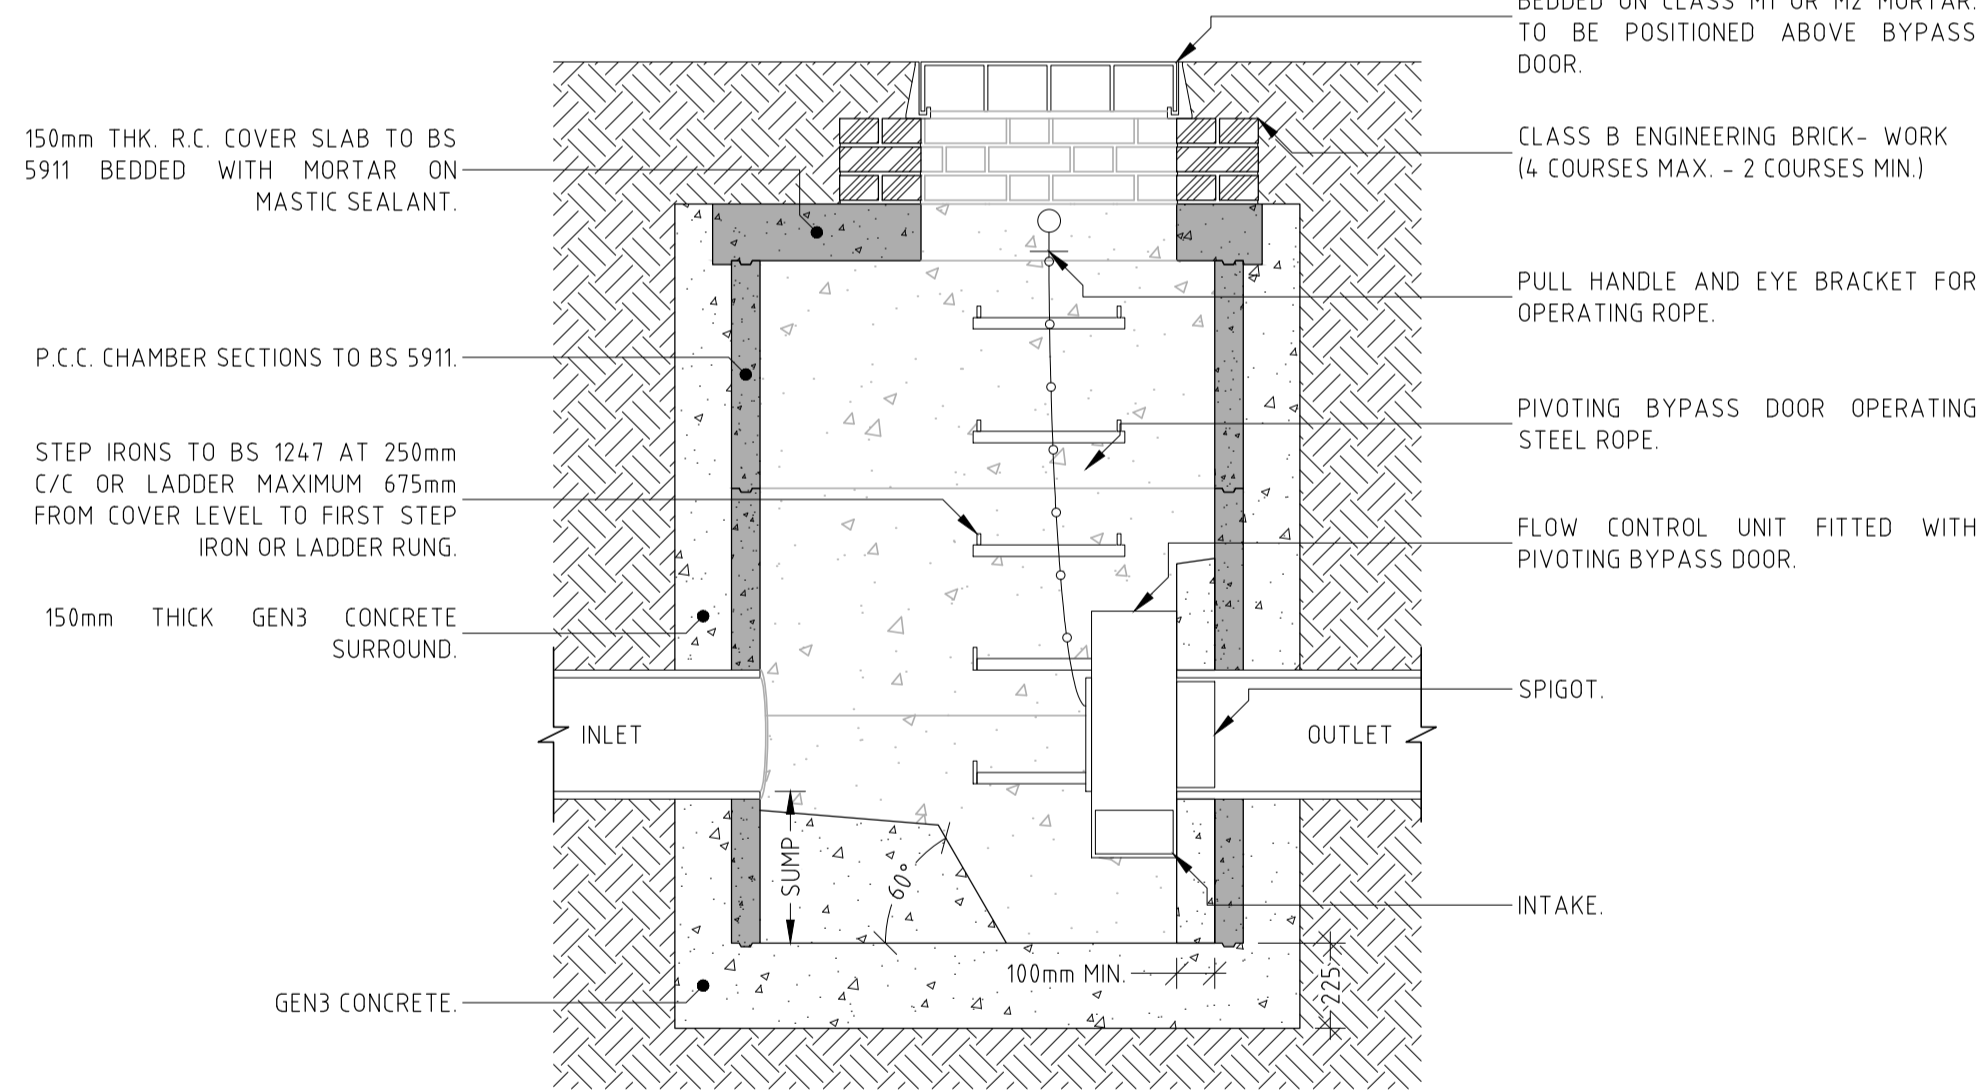 BEDDED ON CLASS M1 OR M2 MORTAR.
TO BE POSITIONED ABOVE BYPASS
DOOR.
150mm THK. R.C. COVER SLAB TO BS
5911 BEDDED WITH MORTAR ON
MASTIC SEALANT.
CLASS B ENGINEERING BRICK- WORK
(4 COURSES MAX. - 2 COURSES MIN.)
PULL HANDLE AND EYE BRACKET FOR
OPERATING ROPE.
P.C.C. CHAMBER SECTIONS TO BS 5911.
PIVOTING BYPASS DOOR OPERATING
STEEL ROPE.
STEP IRONS TO BS 1247 AT 250mm
C/C OR LADDER MAXIMUM 675mm
FROM COVER LEVEL TO FIRST STEP
IRON OR LADDER RUNG.
FLOW CONTROL UNIT FITTED WITH
PIVOTING BYPASS DOOR.
150mm THICK GEN3 CONCRETE
SURROUND.
SPIGOT.
INLET
OUTLET
SUMP
60°
INTAKE.
100mm MIN.
225
GEN3 CONCRETE.